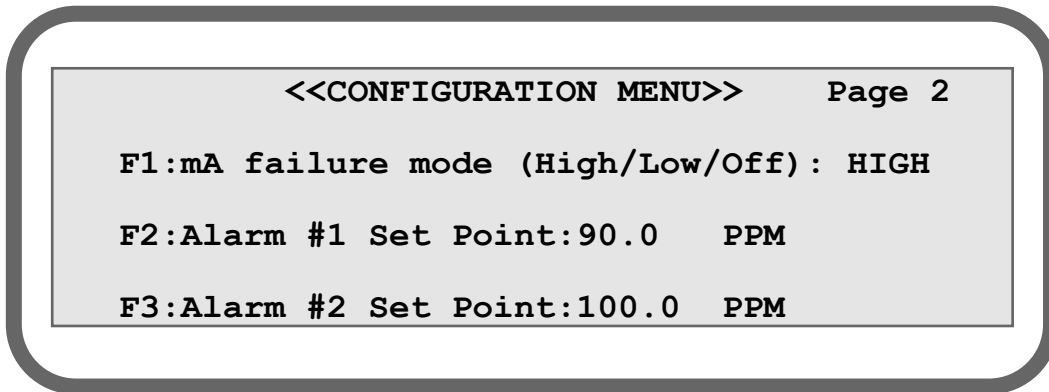 <<CONFIGURATION MENU>> Page 2
F1:mA failure mode (High/Low/Off): HIGH
F2:Alarm #1 Set Point:90.0 PPM
F3:Alarm #2 Set Point:100.0 PPM